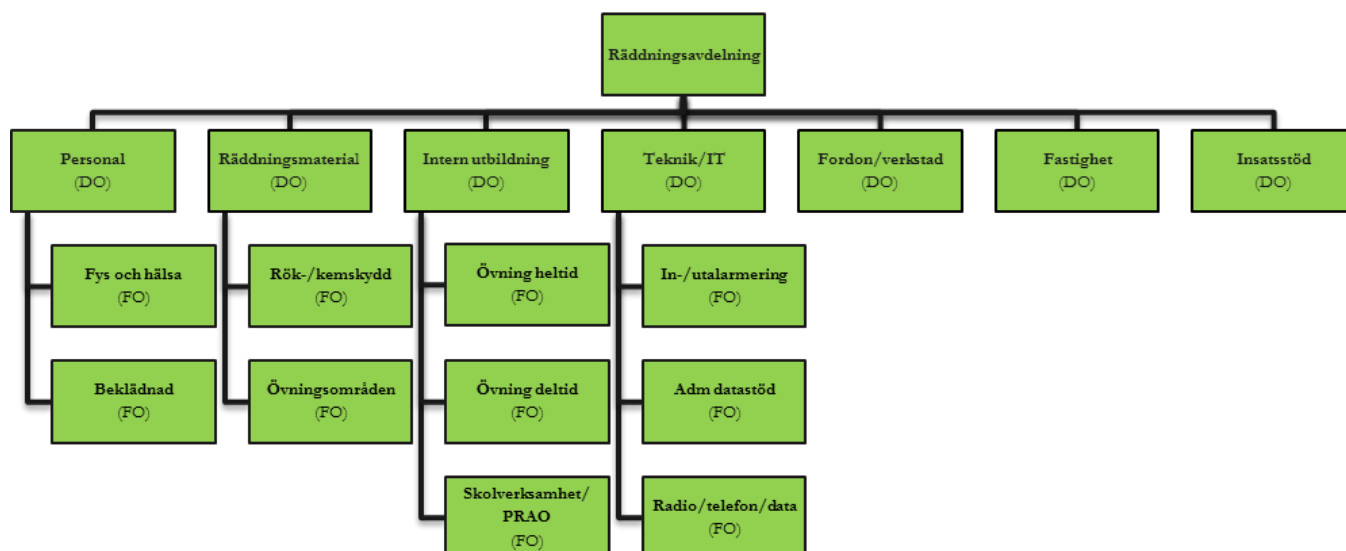 Räddningsavdelning
Personal
(DO)
Räddningsmaterial
(DO)
Intern utbildning
(DO)
Teknik/IT
(DO)
Fordon/verkstad
(DO)
Fastighet
(DO)
Insatsstöd
(DO)
Fys och hälsa
(FO)
Rök-/kemskydd
(FO)
Övning heltid
(FO)
In-/utalarmering
(FO)
Beklädnad
(FO)
Övningsområden
(FO)
Övning deltid
(FO)
Adm datastöd
(FO)
Skolverksamhet/
PRAO
(FO)
Radio/telefon/data
(FO)